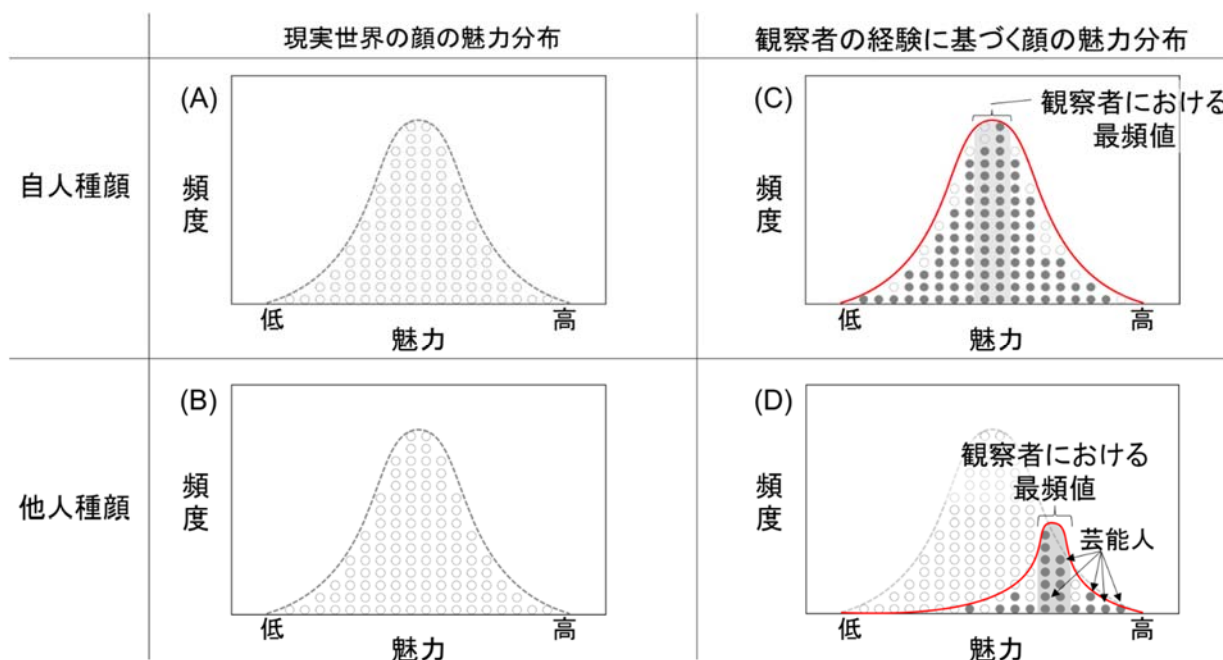 現実世界の顔の魅力分布
観察者の経験に基づく顔の魅力分布
自人種顔
(A)
頻度
低
高
魅力
(C)
観察者における
最頻値
頻度
低
高
魅力
他人種顔
(B)
頻度
低
高
魅力
(D)
観察者における
最頻値
芸能人
頻度
低
高
魅力